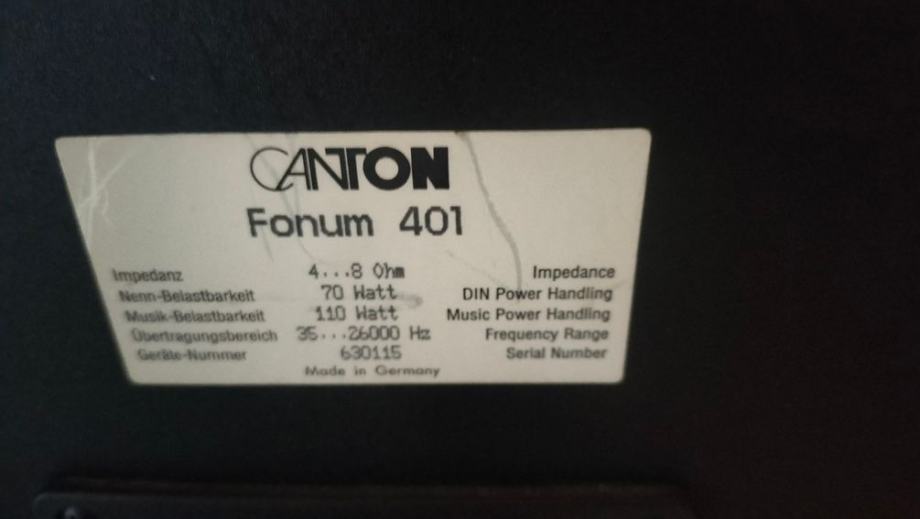 CANTON
Fonum 401
Impedanz 4...8 Ohm Impedance
Nenn-Belastbarkeit 70 Watt DIN Power Handling
Musik-Belastbarkeit 110 Watt Music Power Handling
Übertragungsbereich 35...26000 Hz Frequency Range
Geräte-Nummer 630115 Serial Number
Made in Germany